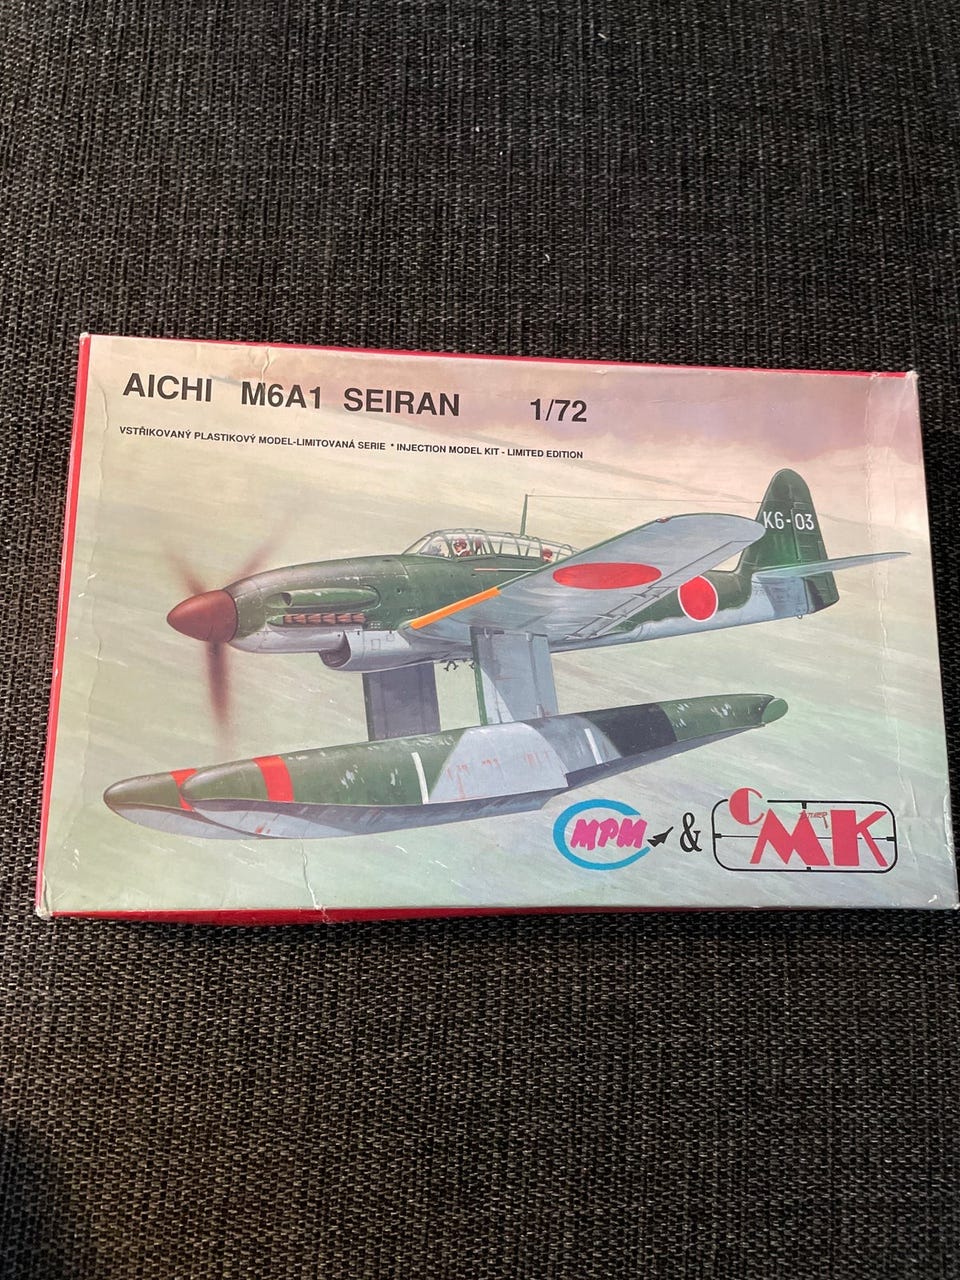 AICHI M6A1 SEIRAN 1/72
VSTŘIKOVANÝ PLASTIKOVÝ MODEL-LIMITOVANÁ SERIE * INJECTION MODEL KIT - LIMITED EDITION
K6-03
MPM & CMK